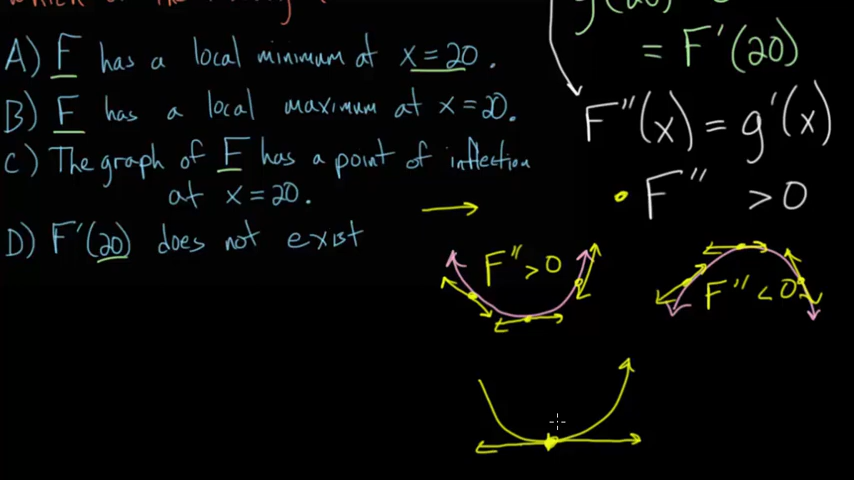 A) F has a local minimum at x = 20.
B) F has a local maximum at x = 20.
C) The graph of F has a point of inflection
at x = 20.
D) F'(20) does not exist
= F'(20)
F''(x) = g'(x)
• F'' > 0
F'' > 0
F'' < 0